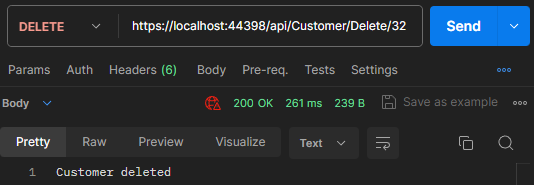 DELETE https://localhost:44398/api/Customer/Delete/32 Send
Params Auth Headers (6) Body Pre-req. Tests Settings
Body 200 OK 261 ms 239 B Save as example
Pretty Raw Preview Visualize Text
1 Customer deleted